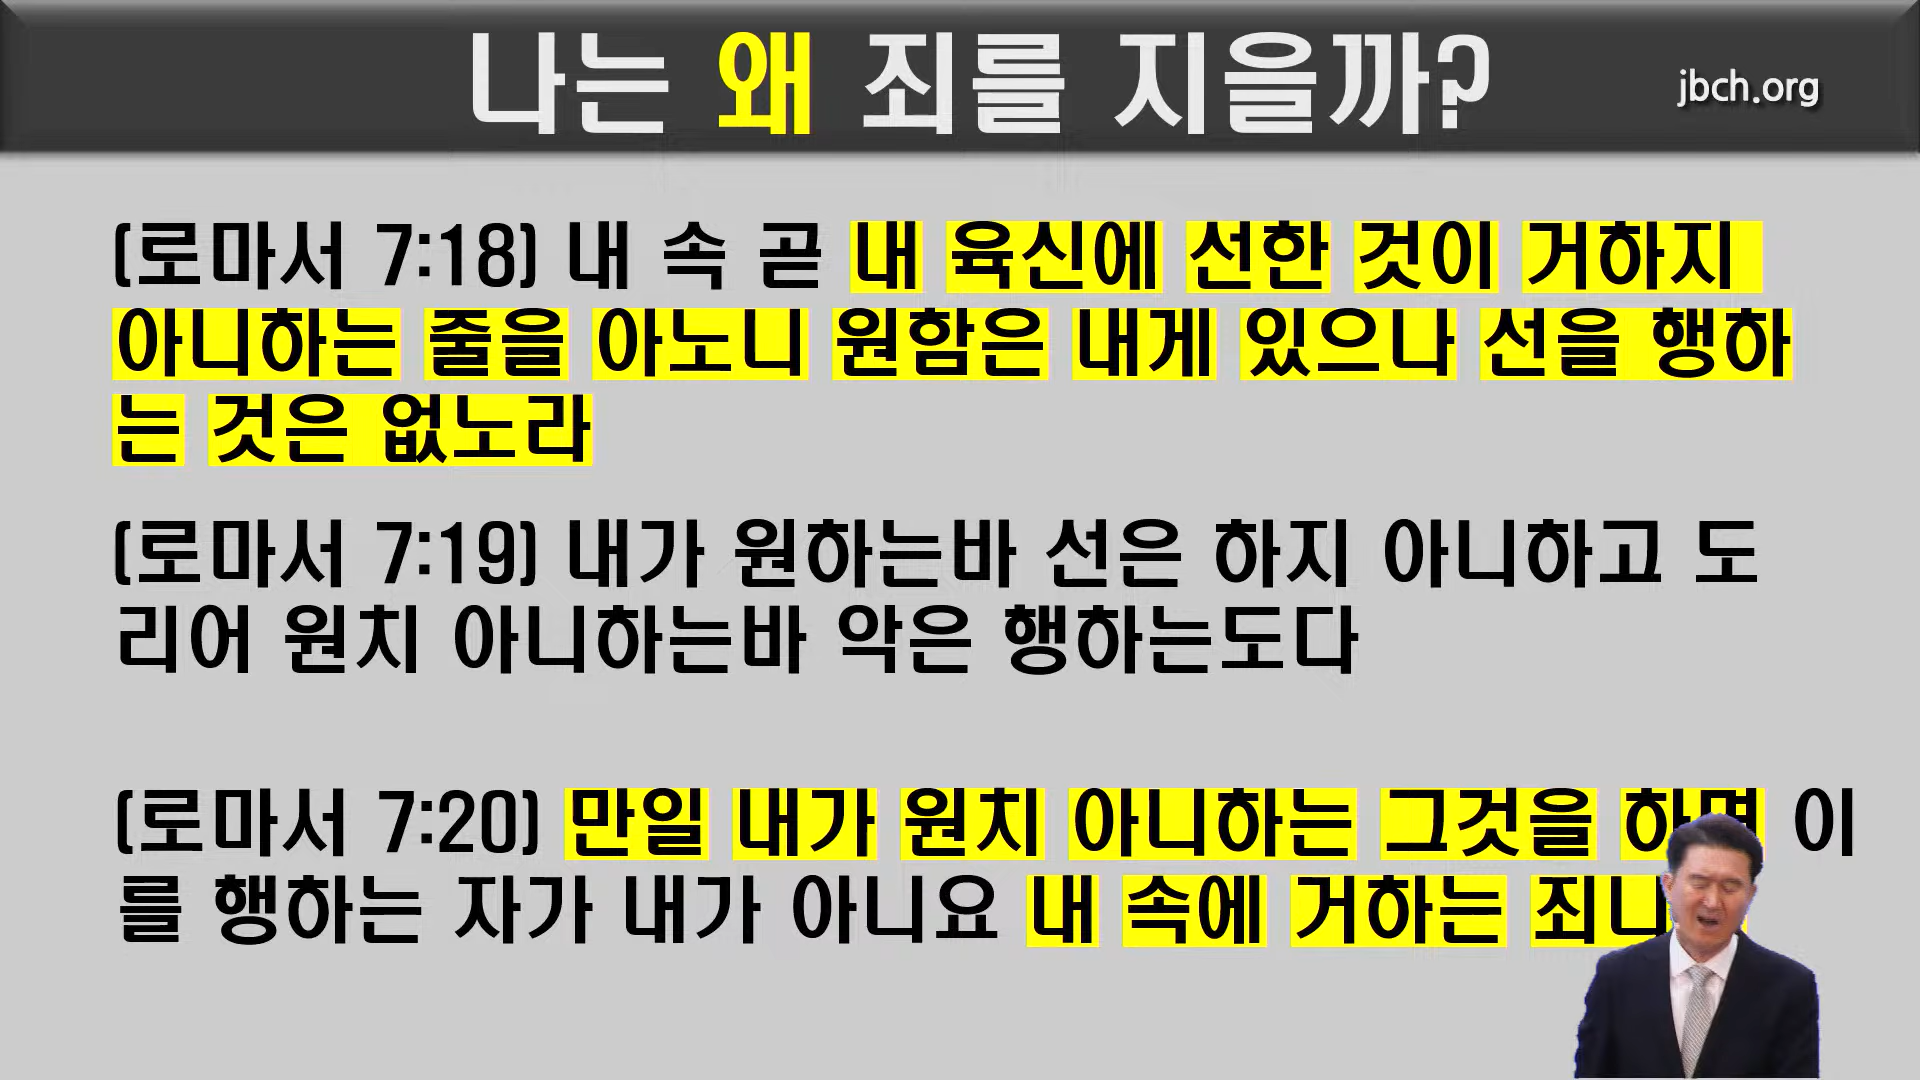 나는 왜 죄를 지을까?
jbch.org
(로마서 7:18) 내 속 곧 내 육신에 선한 것이 거하지
아니하는 줄을 아노니 원함은 내게 있으나 선을 행하
는 것은 없노라
(로마서 7:19) 내가 원하는바 선은 하지 아니하고 도
리어 원치 아니하는바 악은 행하는도다
(로마서 7:20) 만일 내가 원치 아니하는 그것을 하면 이
를 행하는 자가 내가 아니요 내 속에 거하는 죄니